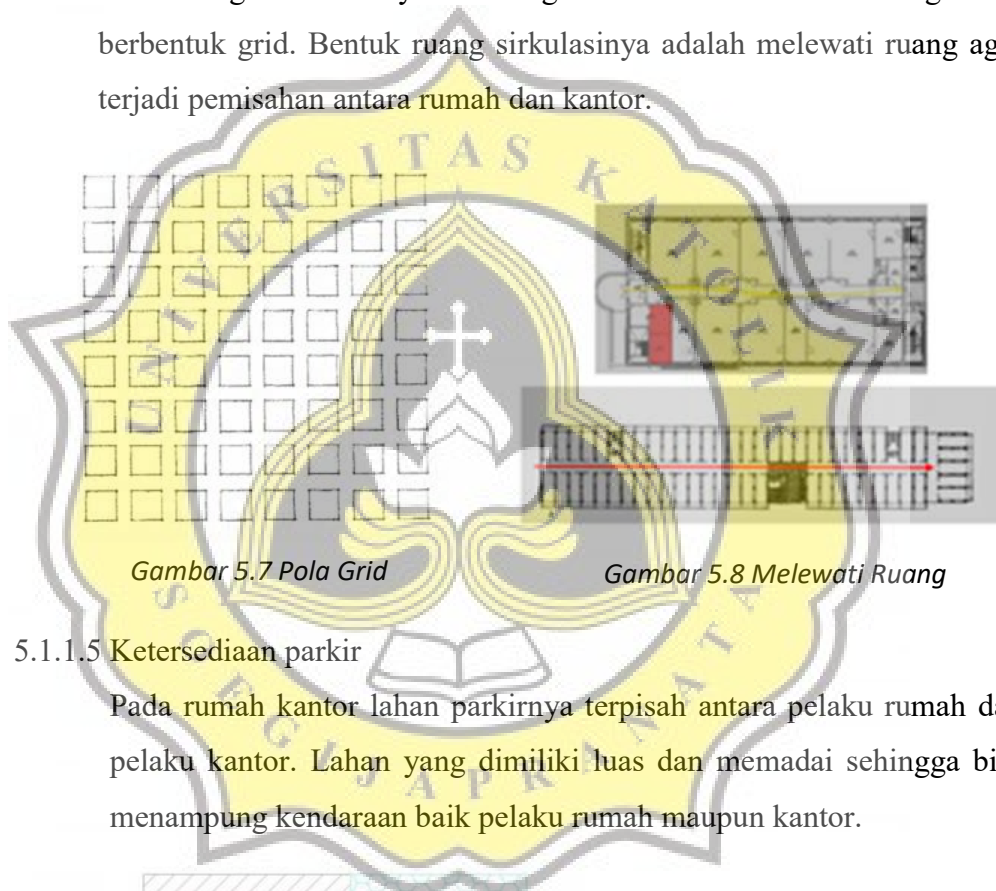 berbentuk grid. Bentuk ruang sirkulasinya adalah melewati ruang ag
terjadi pemisahan antara rumah dan kantor.
UNIVERSITAS KATOLIK
Gambar 5.7 Pola Grid
Gambar 5.8 Melewati Ruang
SOEGIJAPRANATA
5.1.1.5 Ketersediaan parkir
Pada rumah kantor lahan parkirnya terpisah antara pelaku rumah da
pelaku kantor. Lahan yang dimiliki luas dan memadai sehingga bi
menampung kendaraan baik pelaku rumah maupun kantor.